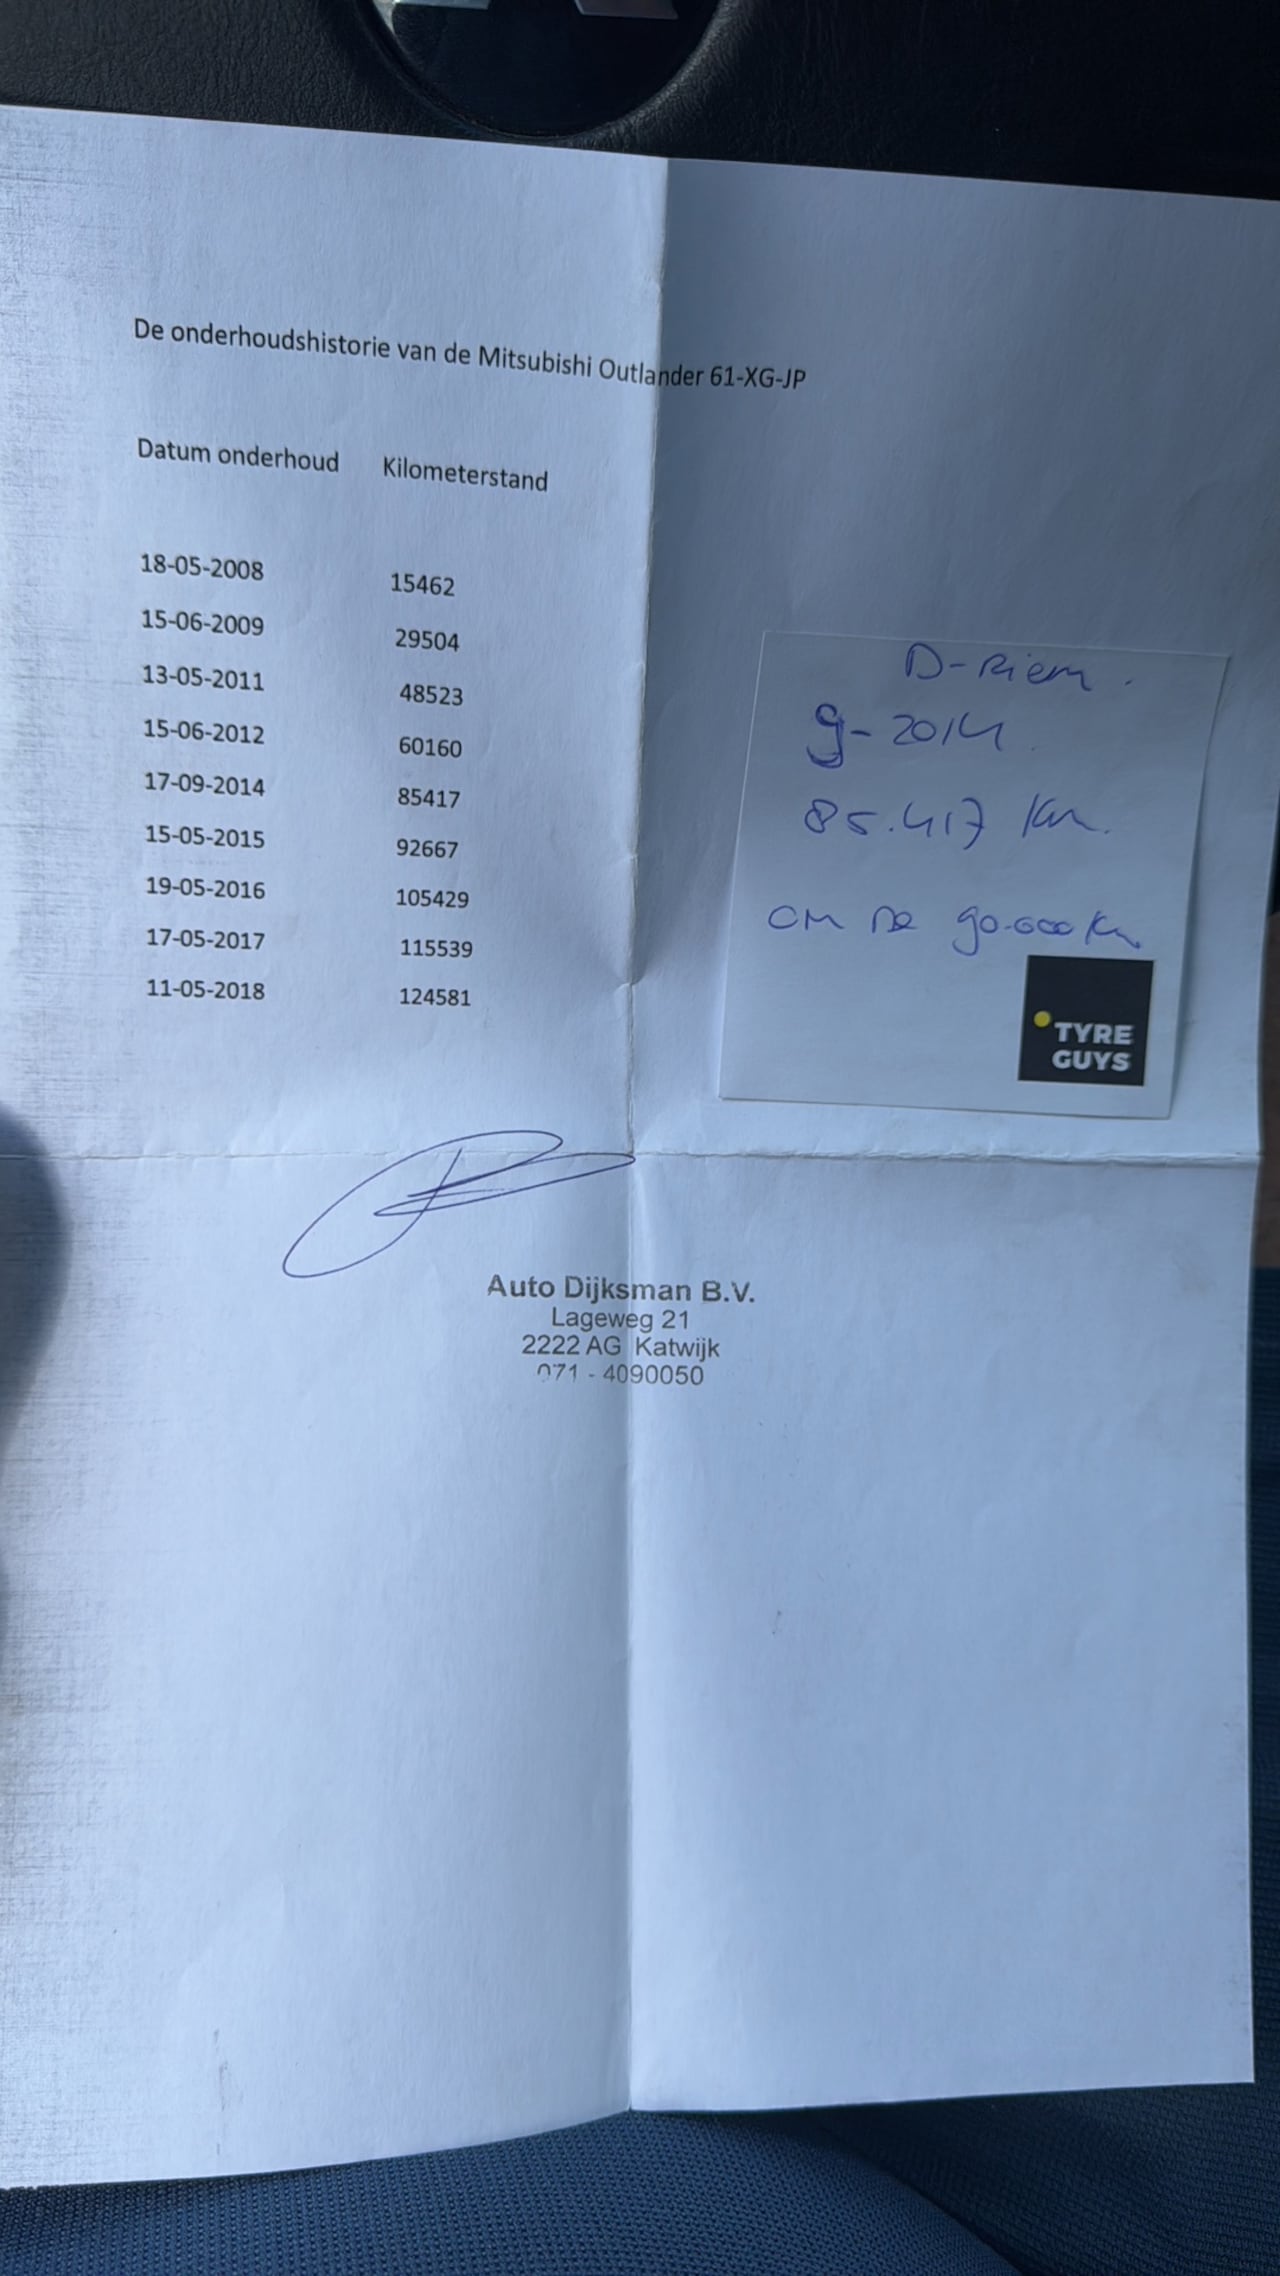 De onderhoudshistorie van de Mitsubishi Outlander 61-XG-JP
Datum onderhoud Kilometerstand
18-05-2008 15462
15-06-2009 29504
13-05-2011 48523
15-06-2012 60160
17-09-2014 85417
15-05-2015 92667
19-05-2016 105429
17-05-2017 115539
11-05-2018 124581
D-Riem.
9-2014
85.417 Km.
OM DE 90.000 Km
TYRE
GUYS
Auto Dijksman B.V.
Lageweg 21
2222 AG Katwijk
071 - 4090050